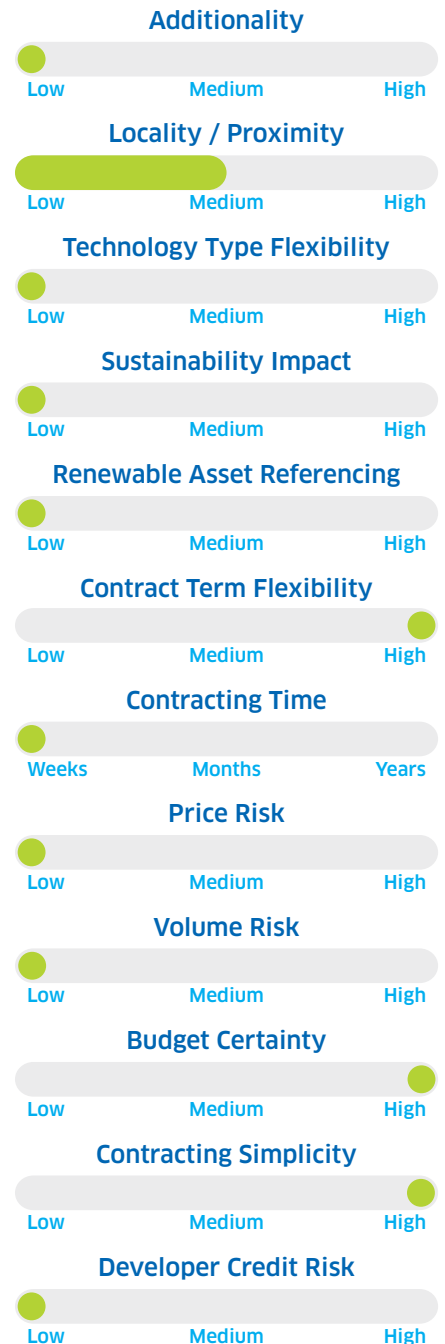 Additionality
Low Medium High
Locality / Proximity
Low Medium High
Technology Type Flexibility
Low Medium High
Sustainability Impact
Low Medium High
Renewable Asset Referencing
Low Medium High
Contract Term Flexibility
Low Medium High
Contracting Time
Weeks Months Years
Price Risk
Low Medium High
Volume Risk
Low Medium High
Budget Certainty
Low Medium High
Contracting Simplicity
Low Medium High
Developer Credit Risk
Low Medium High